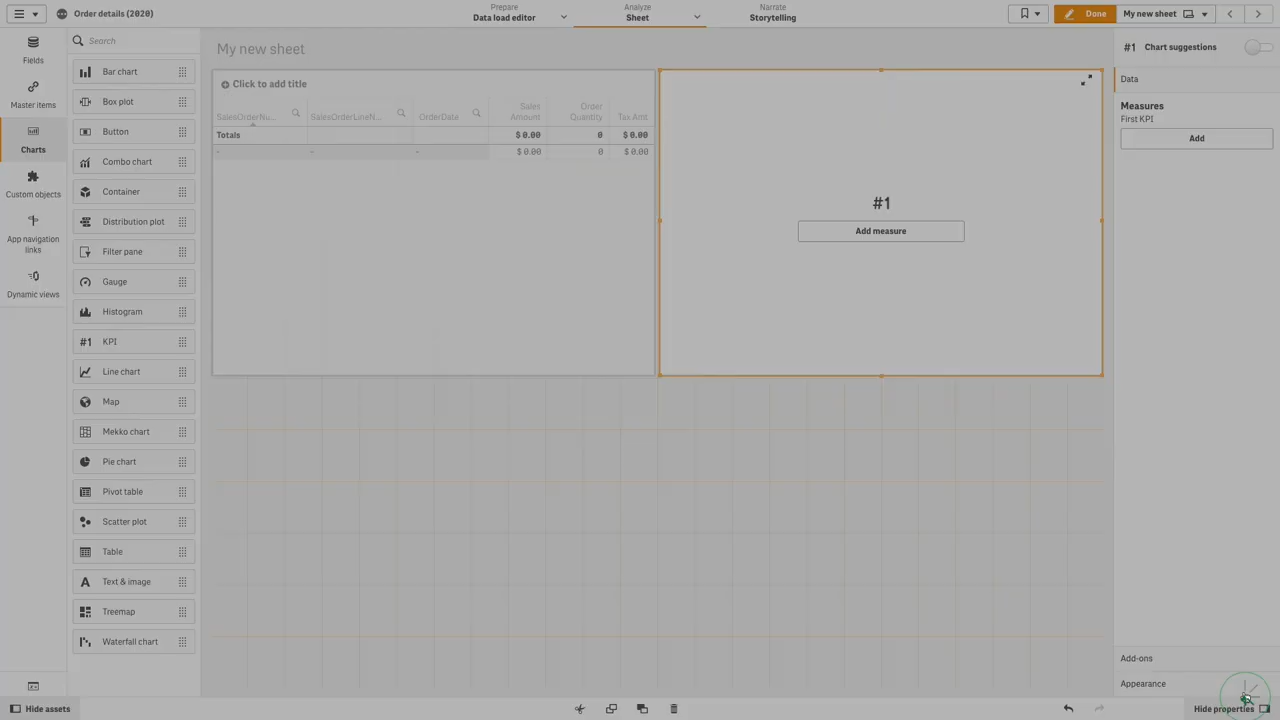 Order details (2020)
Prepare
Data load editor
Analyze
Sheet
Narrate
Storytelling
Done
My new sheet
Fields
Master items
Charts
Custom objects
App navigation
links
Dynamic views
Search
Bar chart
Box plot
Button
Combo chart
Container
Distribution plot
Filter pane
Gauge
Histogram
#1 KPI
Line chart
Map
Mekko chart
Pie chart
Pivot table
Scatter plot
Table
A Text & image
Treemap
Waterfall chart
My new sheet
Click to add title
SalesOrderNu...
SalesOrderLineN...
OrderData
Sales
Amount
Order
Quantity
Tax Amt
Totals
$ 0.00
0
$ 0.00
- - - $ 0.00 0 $ 0.00
#1
Add measure
#1 Chart suggestions
Data
Measures
First KPI
Add
Add-ons
Appearance
Hide assets
Hide properties